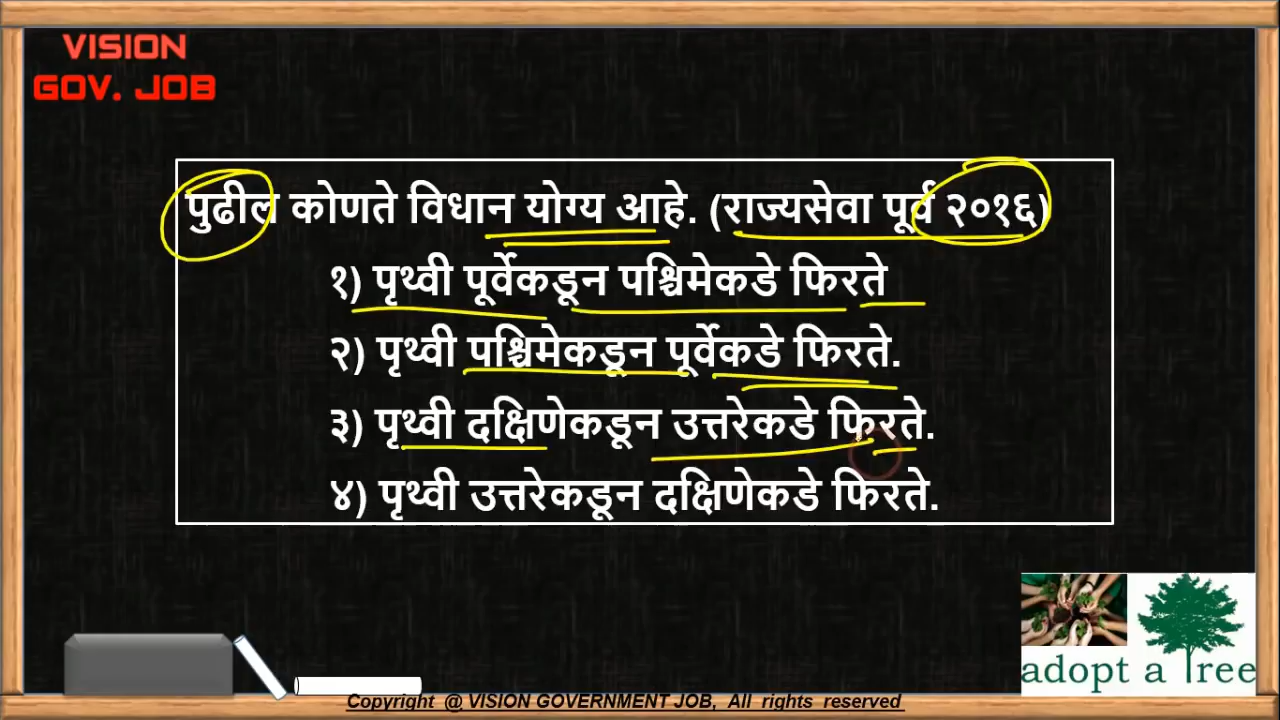 VISION
GOV. JOB
पुढील कोणते विधान योग्य आहे. (राज्यसेवा पूर्व २०१६)
१) पृथ्वी पूर्वेकडून पश्चिमेकडे फिरते
२) पृथ्वी पश्चिमेकडून पूर्वेकडे फिरते.
३) पृथ्वी दक्षिणेकडून उत्तरेकडे फिरते.
४) पृथ्वी उत्तरेकडून दक्षिणेकडे फिरते.
adopt a Tree
Copyright @ VISION GOVERNMENT JOB, All rights reserved